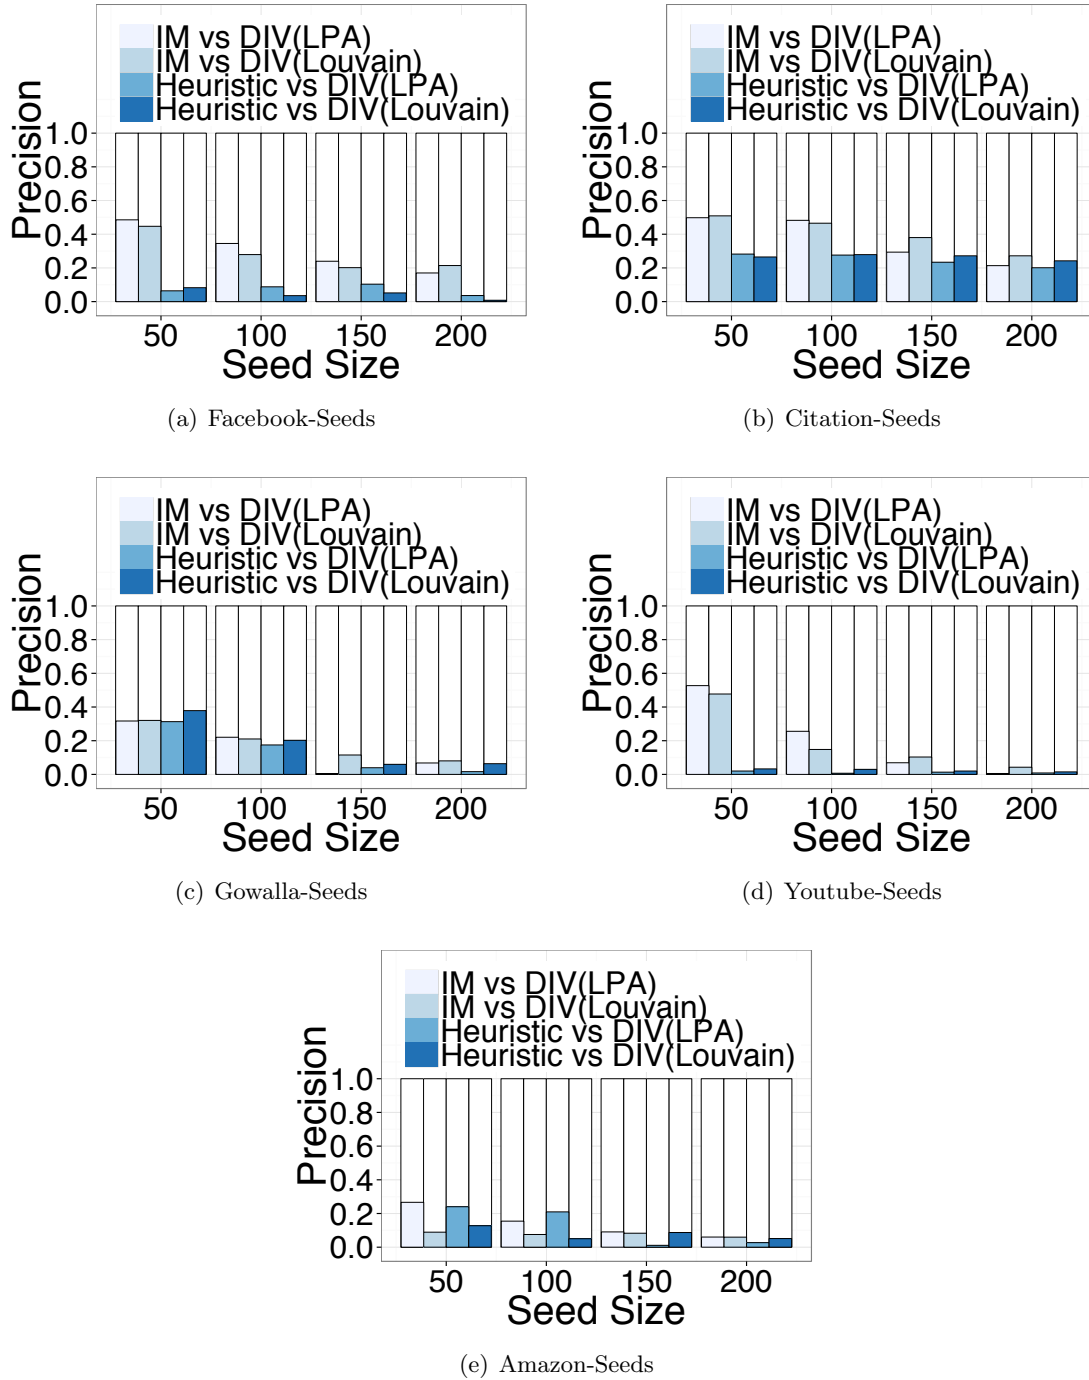 IM vs DIV(LPA)
IM vs DIV(Louvain)
Heuristic vs DIV(LPA)
Heuristic vs DIV(Louvain)
Precision
1.0
0.8
0.6
0.4
0.2
0.0
50 100 150 200
Seed Size
(a) Facebook-Seeds
IM vs DIV(LPA)
IM vs DIV(Louvain)
Heuristic vs DIV(LPA)
Heuristic vs DIV(Louvain)
Precision
1.0
0.8
0.6
0.4
0.2
0.0
50 100 150 200
Seed Size
(b) Citation-Seeds
IM vs DIV(LPA)
IM vs DIV(Louvain)
Heuristic vs DIV(LPA)
Heuristic vs DIV(Louvain)
Precision
1.0
0.8
0.6
0.4
0.2
0.0
50 100 150 200
Seed Size
(c) Gowalla-Seeds
IM vs DIV(LPA)
IM vs DIV(Louvain)
Heuristic vs DIV(LPA)
Heuristic vs DIV(Louvain)
Precision
1.0
0.8
0.6
0.4
0.2
0.0
50 100 150 200
Seed Size
(d) Youtube-Seeds
IM vs DIV(LPA)
IM vs DIV(Louvain)
Heuristic vs DIV(LPA)
Heuristic vs DIV(Louvain)
Precision
1.0
0.8
0.6
0.4
0.2
0.0
50 100 150 200
Seed Size
(e) Amazon-Seeds